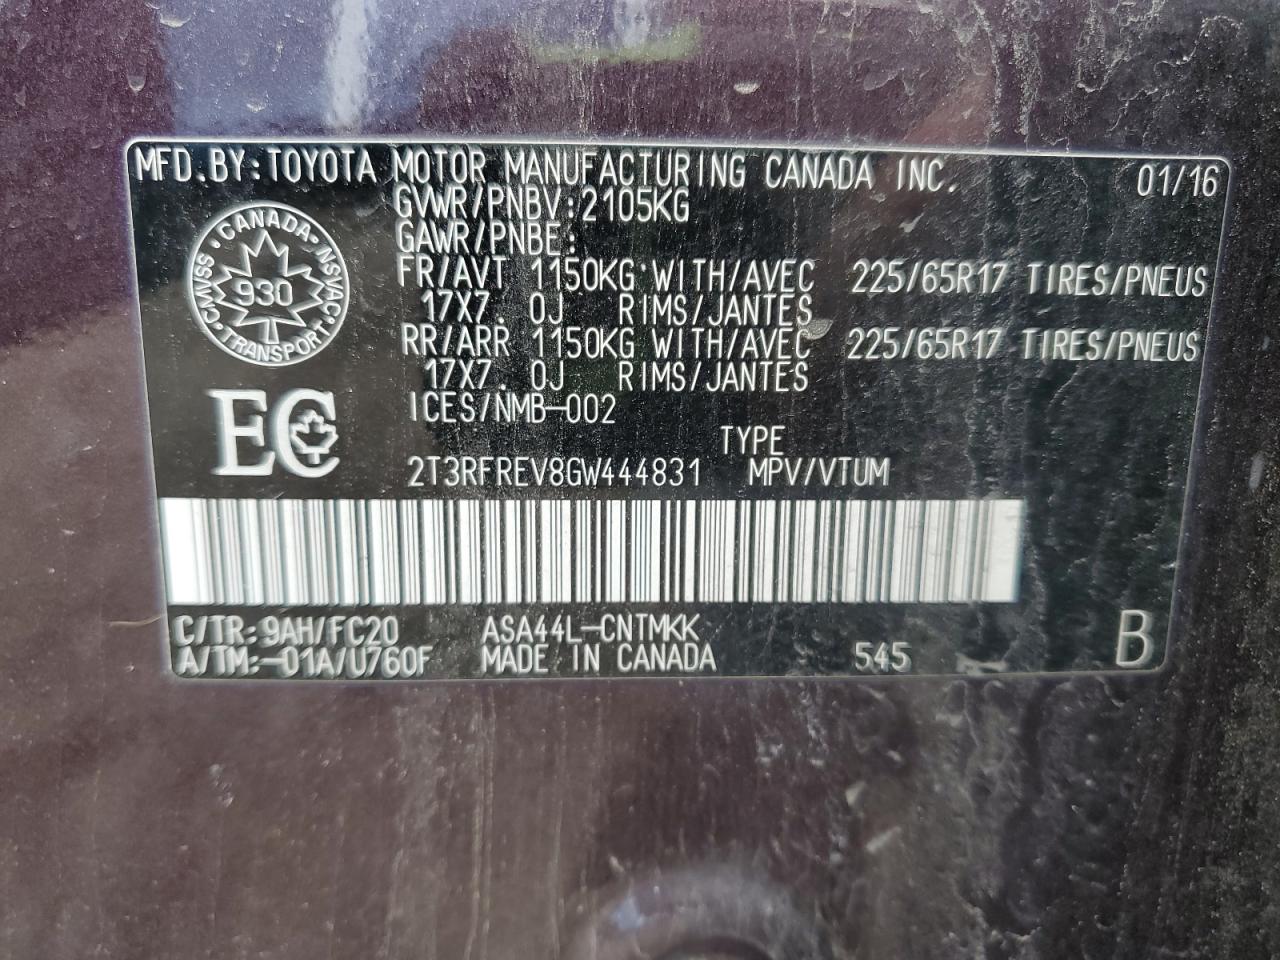 MFD.BY:TOYOTA MOTOR MANUFACTURING CANADA INC. 01/16
GVWR/PNBV:2105KG
GAWR/PNBE:
FR/AVT 1150KG WITH/AVEC 225/65R17 TIRES/PNEUS
17X7.0J RIMS/JANTES
RR/ARR 1150KG WITH/AVEC 225/65R17 TIRES/PNEUS
17X7.0J RIMS/JANTES
ICES/NMB-002
CANADA · NSVAC · TRANSPORT · CMVSS
930
EC
TYPE
2T3RFREV8GW444831 MPV/VTUM
C/TR:9AH/FC20 ASA44L-CNTMKK
A/TM:-01A/U760F MADE IN CANADA 545 B